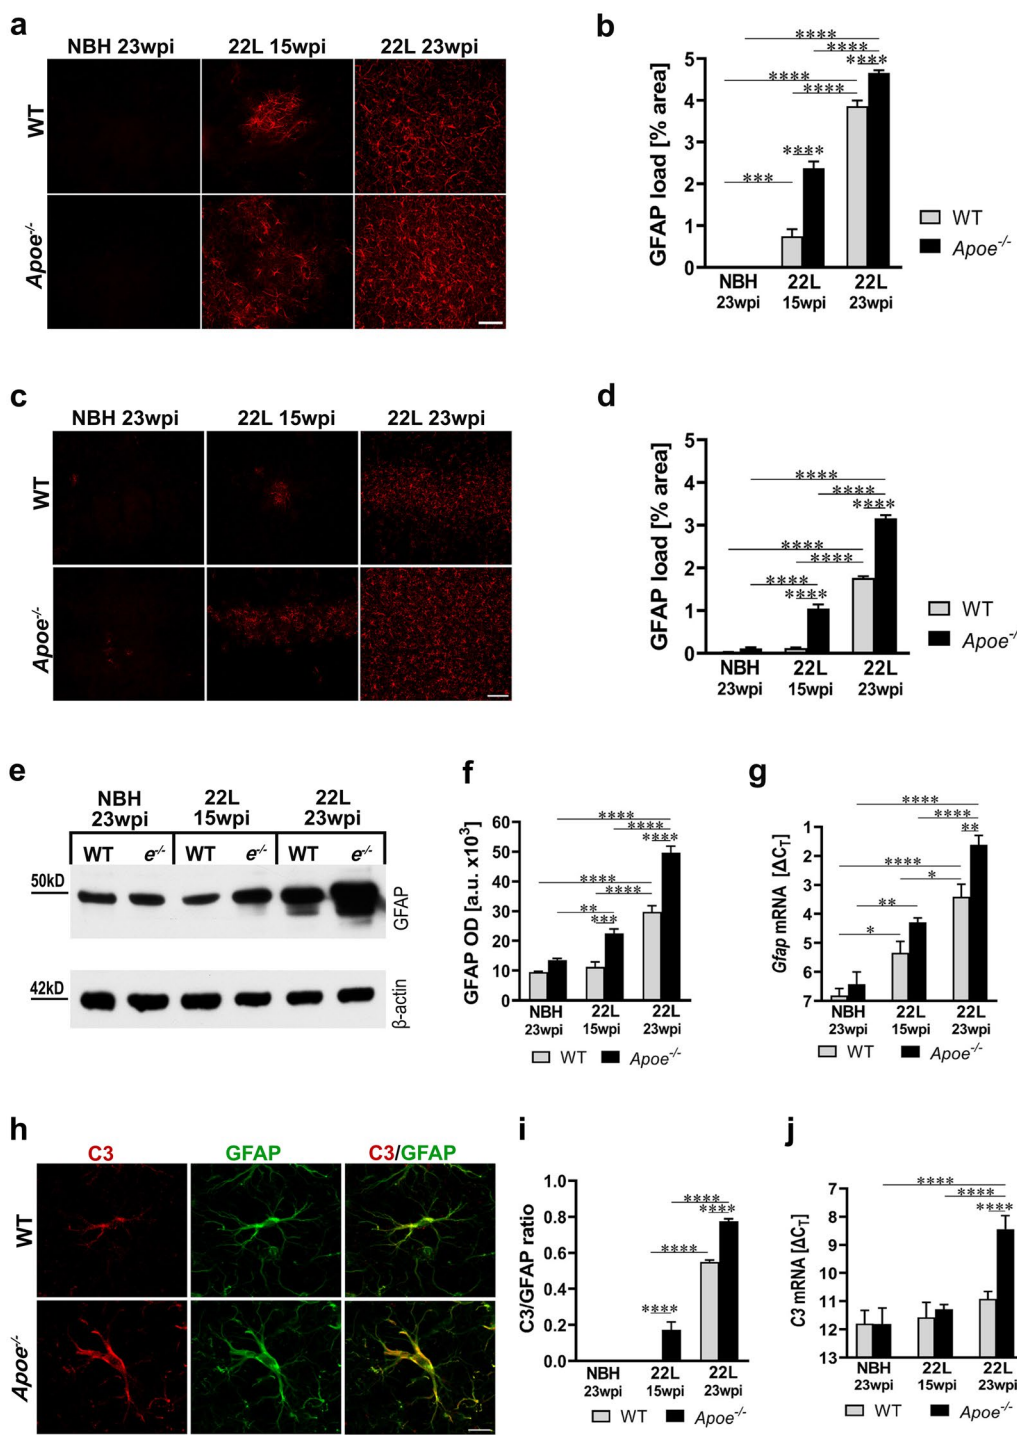 a
NBH 23wpi 22L 15wpi 22L 23wpi
WT
Apoe-/-
b
GFAP load [% area]
5
4
3
2
1
0
****
****
****
****
****
****
***
NBH 23wpi
22L 15wpi
22L 23wpi
WT
Apoe-/-
c
NBH 23wpi 22L 15wpi 22L 23wpi
WT
Apoe-/-
d
GFAP load [% area]
5
4
3
2
1
0
****
****
****
****
****
****
****
NBH 23wpi
22L 15wpi
22L 23wpi
WT
Apoe-/
e
NBH 23wpi
22L 15wpi
22L 23wpi
WT e-/- WT e-/- WT e-/-
50kD
GFAP
42kD
β-actin
f
GFAP OD [a.u. x10³]
60
50
40
30
20
10
0
****
****
****
****
****
**
***
NBH 23wpi
22L 15wpi
22L 23wpi
WT Apoe-/-
g
Gfap mRNA [ΔCT]
1
2
3
4
5
6
7
****
****
**
****
*
**
*
NBH 23wpi
22L 15wpi
22L 23wpi
WT Apoe-/-
h
C3 GFAP C3/GFAP
WT
Apoe-/-
i
C3/GFAP ratio
1.0
0.8
0.6
0.4
0.2
0.0
****
****
****
****
NBH 23wpi
22L 15wpi
22L 23wpi
WT Apoe-/-
j
C3 mRNA [ΔCT]
7
8
9
10
11
12
13
****
****
****
NBH 23wpi
22L 15wpi
22L 23wpi
WT Apoe-/-